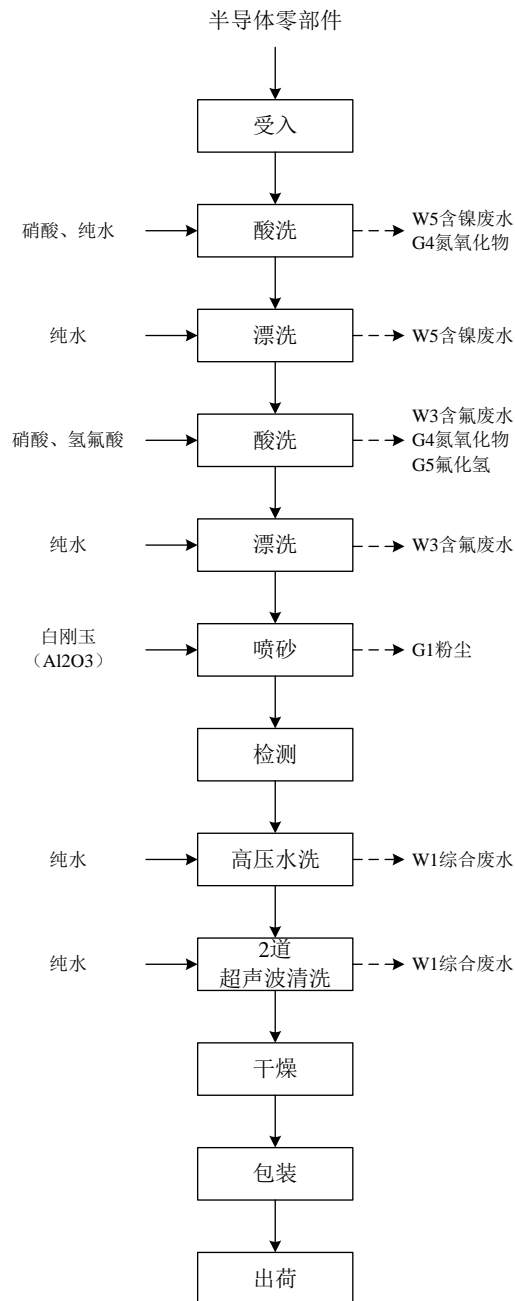 半导体零部件
受入
硝酸、纯水
酸洗
W5含镍废水
G4氮氧化物
纯水
漂洗
W5含镍废水
硝酸、氢氟酸
酸洗
W3含氟废水
G4氮氧化物
G5氟化氢
纯水
漂洗
W3含氟废水
白刚玉
（Al2O3）
喷砂
G1粉尘
检测
纯水
高压水洗
W1综合废水
纯水
2道
超声波清洗
W1综合废水
干燥
包装
出荷